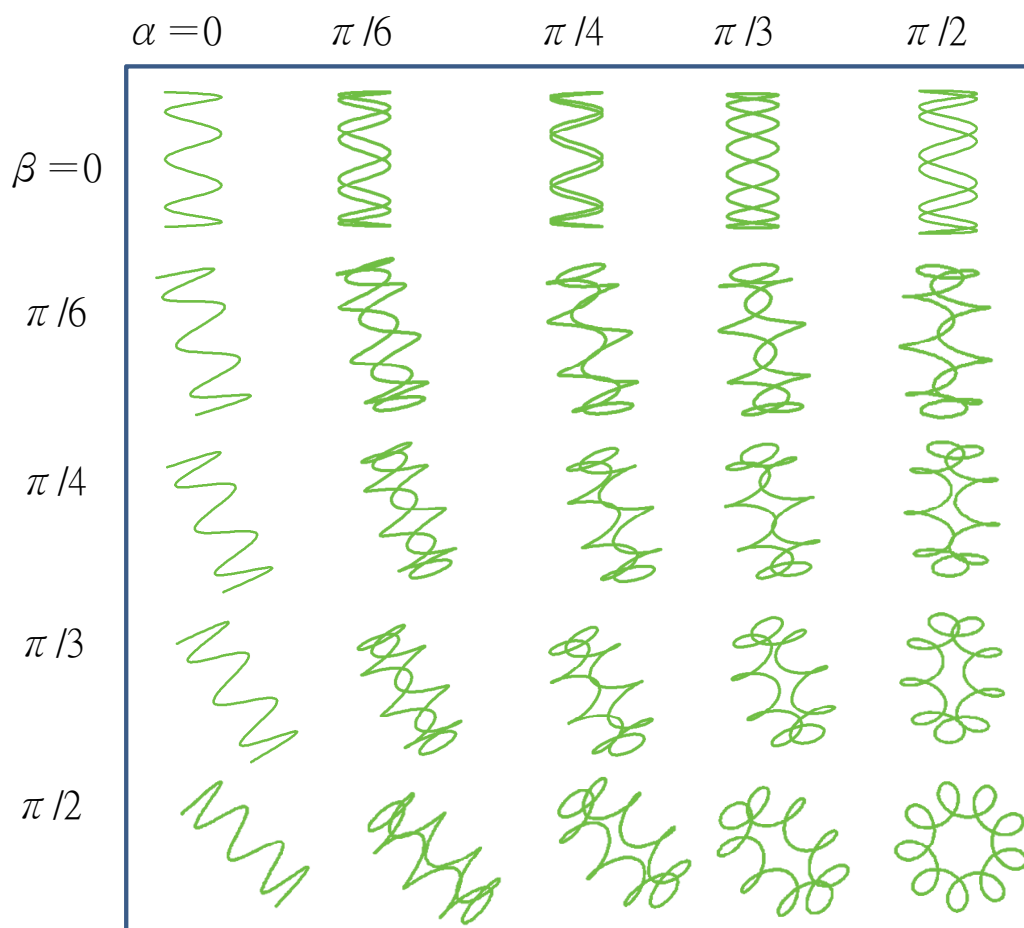 α =0 π /6 π /4 π /3 π /2
β =0
π /6
π /4
π /3
π /2